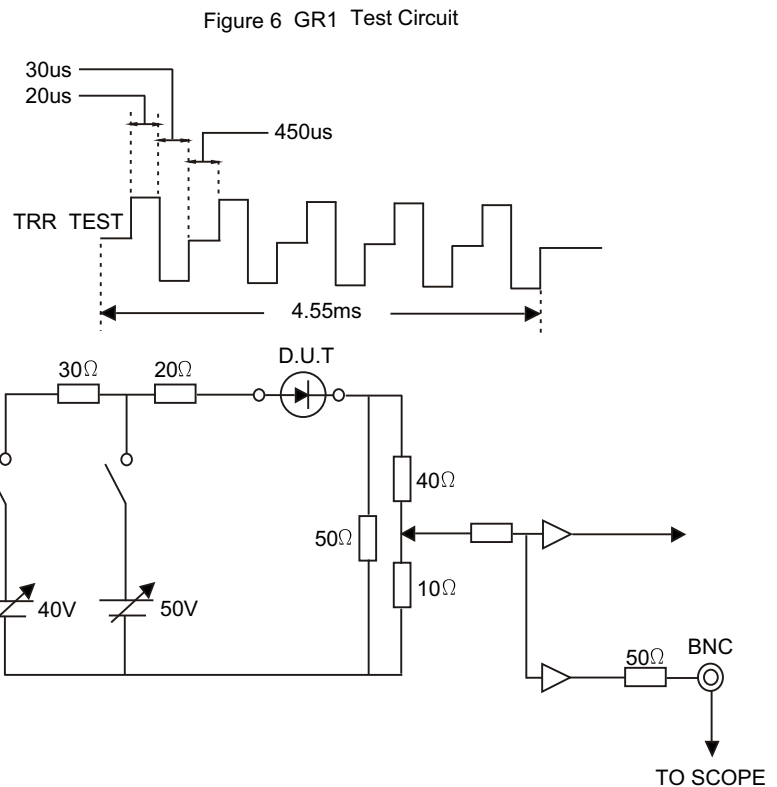 Figure 6 GR1 Test Circuit
30us
20us
450us
TRR TEST
4.55ms
D.U.T
30Ω
20Ω
40Ω
50Ω
10Ω
40V
50V
50Ω
BNC
TO SCOPE